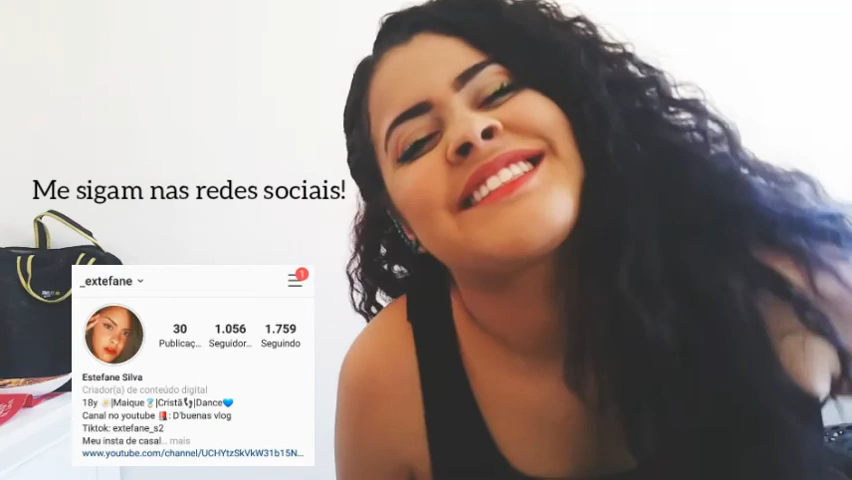 Me sigam nas redes sociais!
_extefane
1
30 1.056 1.759
Publicaç... Seguidor... Seguindo
Estefane Silva
Criador(a) de conteúdo digital
18y ☀️|Maique🏅|Cristã👣|Dance💙
Canal no youtube 🚪: D'buenas vlog
Tiktok: extefane_s2
Meu insta de casal... mais
www.youtube.com/channel/UCHYtzSkVkW31b15N...